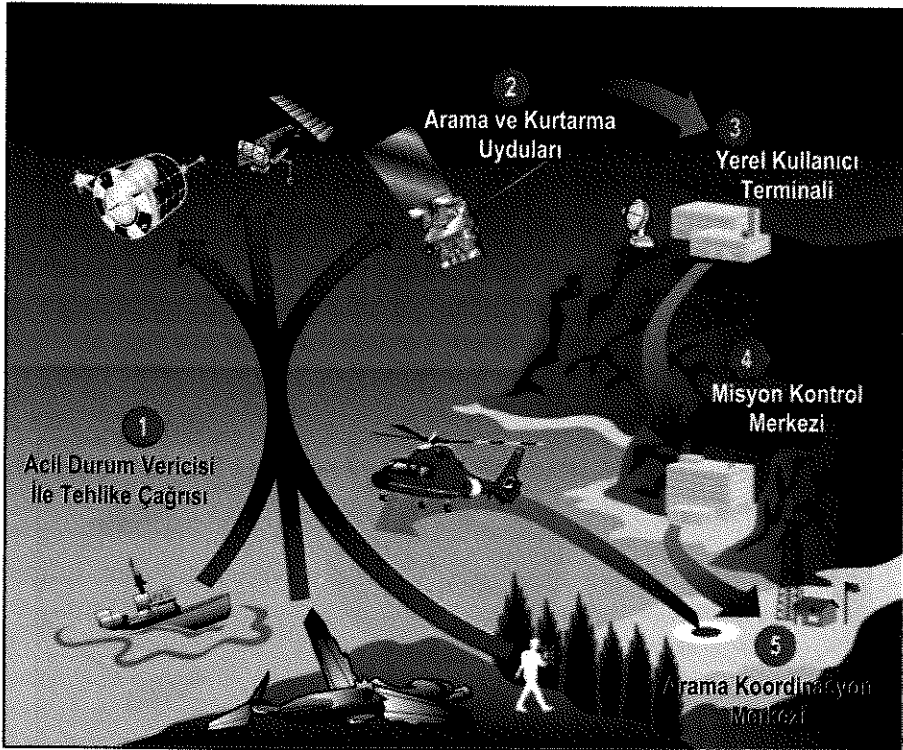 1
Acil Durum Vericisi
İle Tehlike Çağrısı
2
Arama ve Kurtarma
Uyduları
3
Yerel Kullanıcı
Terminali
4
Misyon Kontrol
Merkezi
5
Arama Koordinasyon
Merkezi